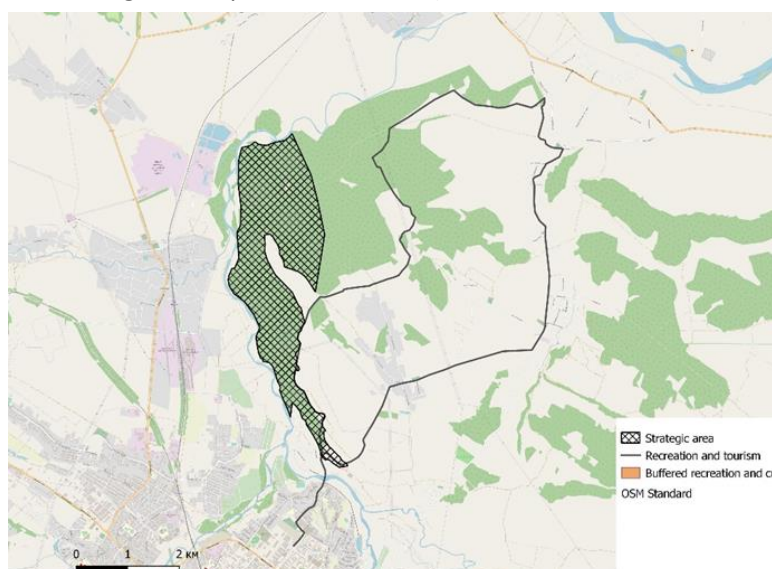 Strategic area
Recreation and tourism
Buffered recreation and c
OSM Standard
0 1 2 км